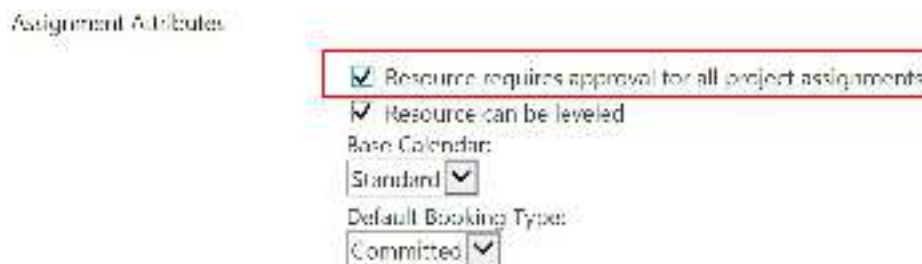 Assignment Attributes
Resource requires approval for all project assignments
Resource can be leveled
Base Calendar:
Standard
Default Booking Type:
Committed